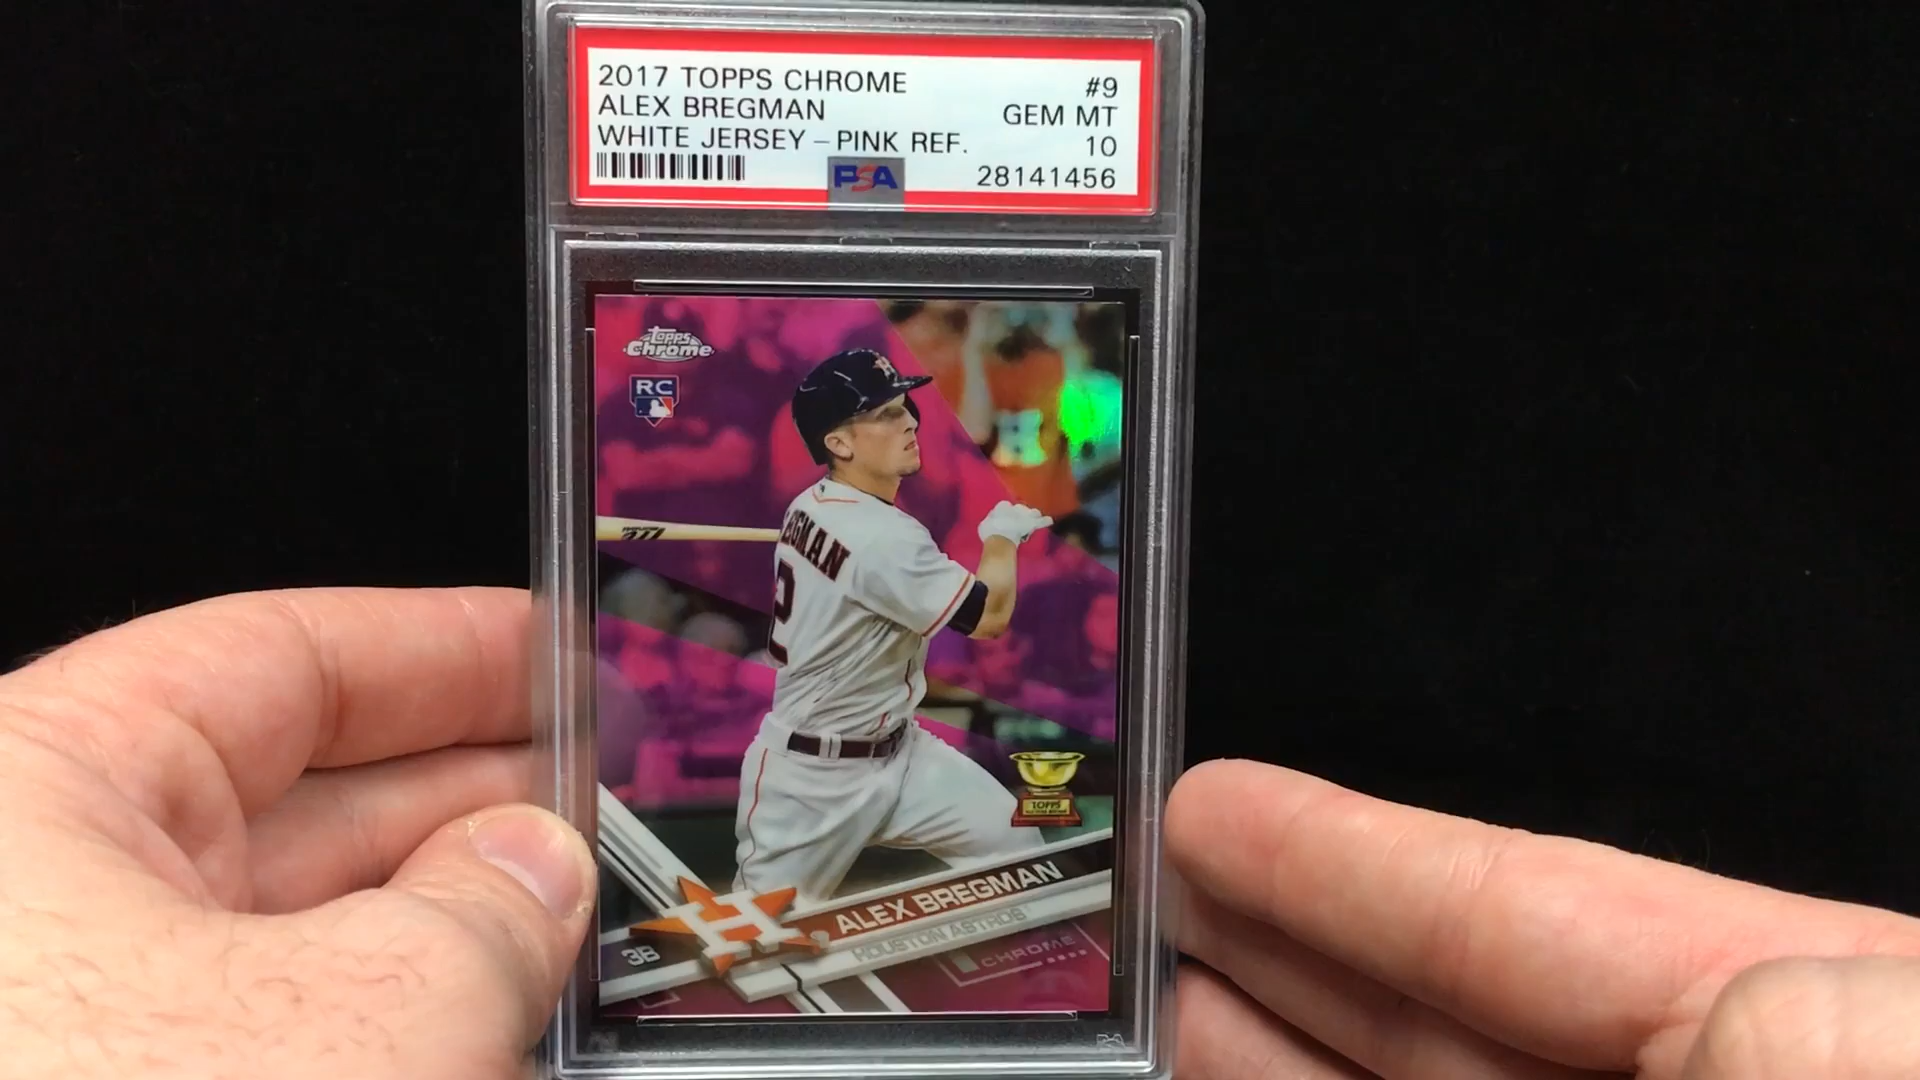 2017 TOPPS CHROME #9
ALEX BREGMAN GEM MT
WHITE JERSEY – PINK REF. 10
PSA 28141456
Topps
Chrome
RC
H
EGMAN
2
TOPPS
ALEX BREGMAN
HOUSTON ASTROS
3B
H
CHROME